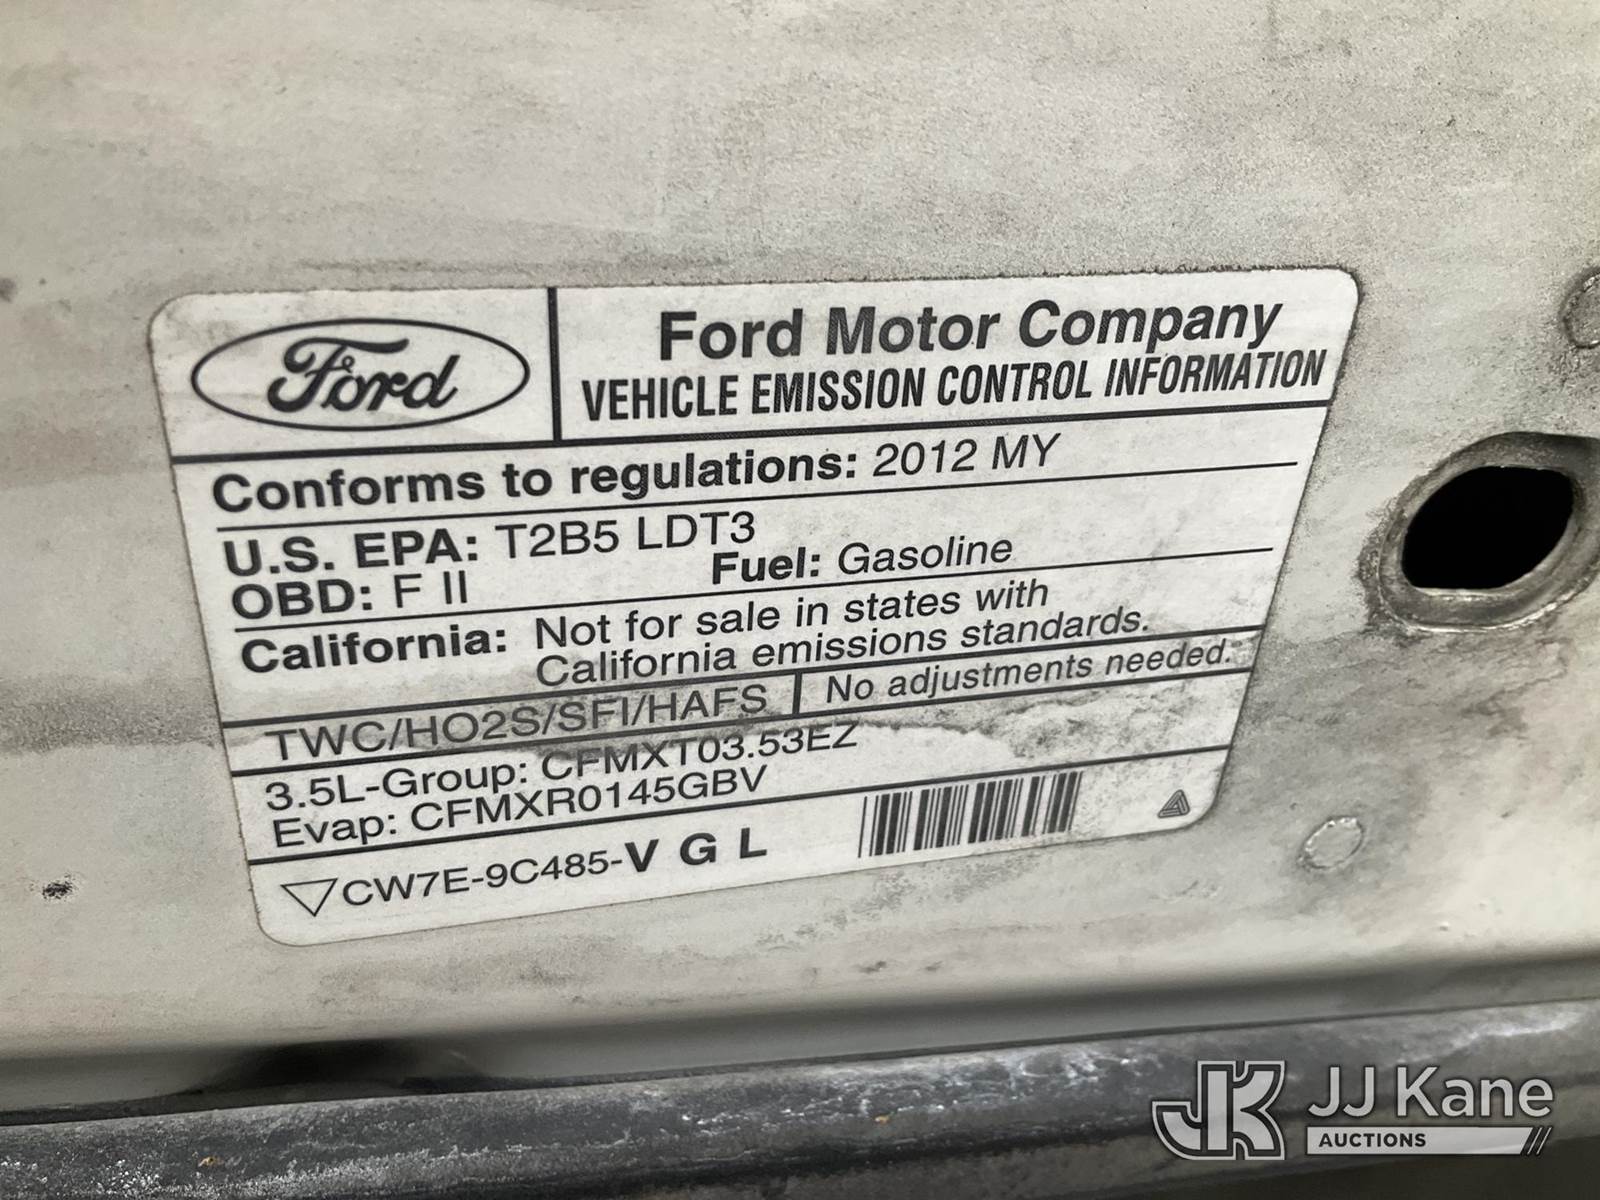 Ford
Ford Motor Company
VEHICLE EMISSION CONTROL INFORMATION
Conforms to regulations: 2012 MY
U.S. EPA: T2B5 LDT3
OBD: F II Fuel: Gasoline
California: Not for sale in states with
California emissions standards.
TWC/HO2S/SFI/HAFS No adjustments needed.
3.5L-Group: CFMXT03.53EZ
Evap: CFMXR0145GBV
CW7E-9C485-V G L
JK JJ Kane
AUCTIONS